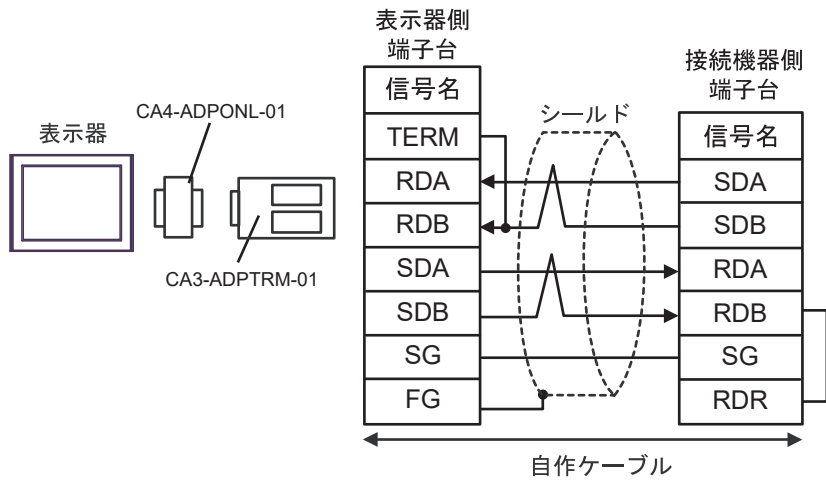 表示器
CA4-ADPONL-01
CA3-ADPTRM-01
表示器側
端子台
信号名
TERM
RDA
RDB
SDA
SDB
SG
FG
シールド
接続機器側
端子台
信号名
SDA
SDB
RDA
RDB
SG
RDR
自作ケーブル